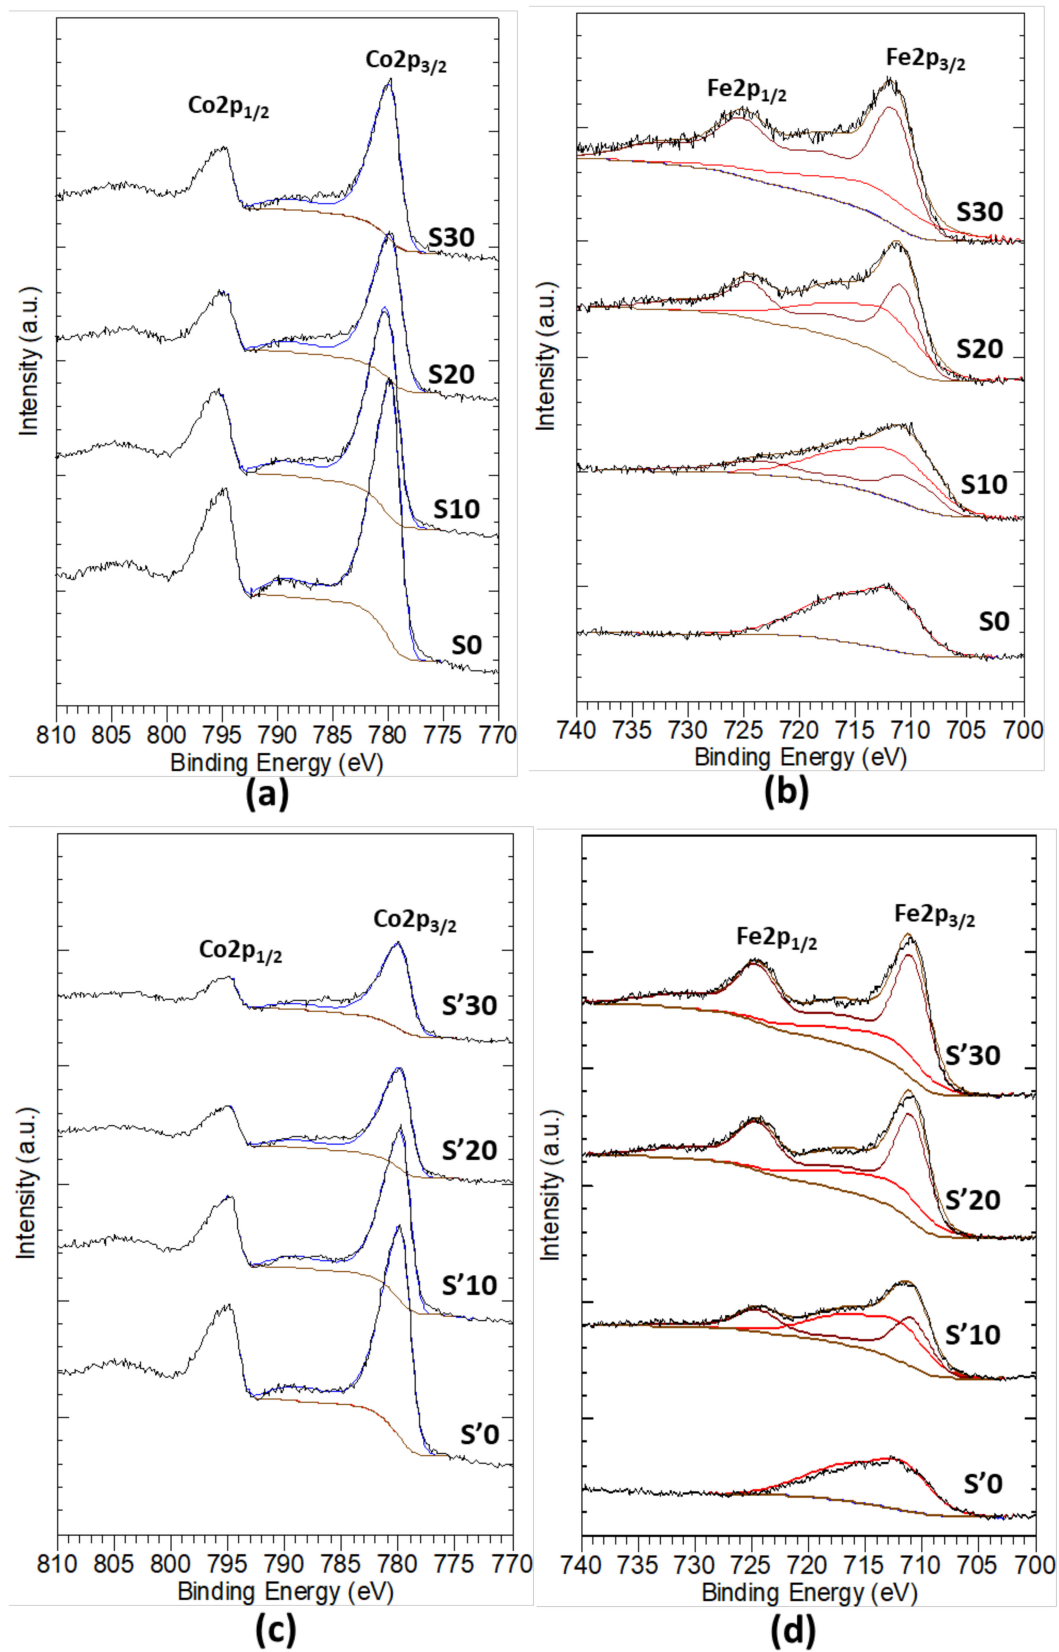 Co2p3/2
Co2p1/2
S30
S20
S10
S0
Intensity (a.u.)
810 805 800 795 790 785 780 775 770
Binding Energy (eV)
(a)
Fe2p3/2
Fe2p1/2
S30
S20
S10
S0
Intensity (a.u.)
740 735 730 725 720 715 710 705 700
Binding Energy (eV)
(b)
Co2p3/2
Co2p1/2
S’30
S’20
S’10
S’0
Intensity (a.u.)
810 805 800 795 790 785 780 775 770
Binding Energy (eV)
(c)
Fe2p3/2
Fe2p1/2
S’30
S’20
S’10
S’0
Intensity (a.u.)
740 735 730 725 720 715 710 705 700
Binding Energy (eV)
(d)